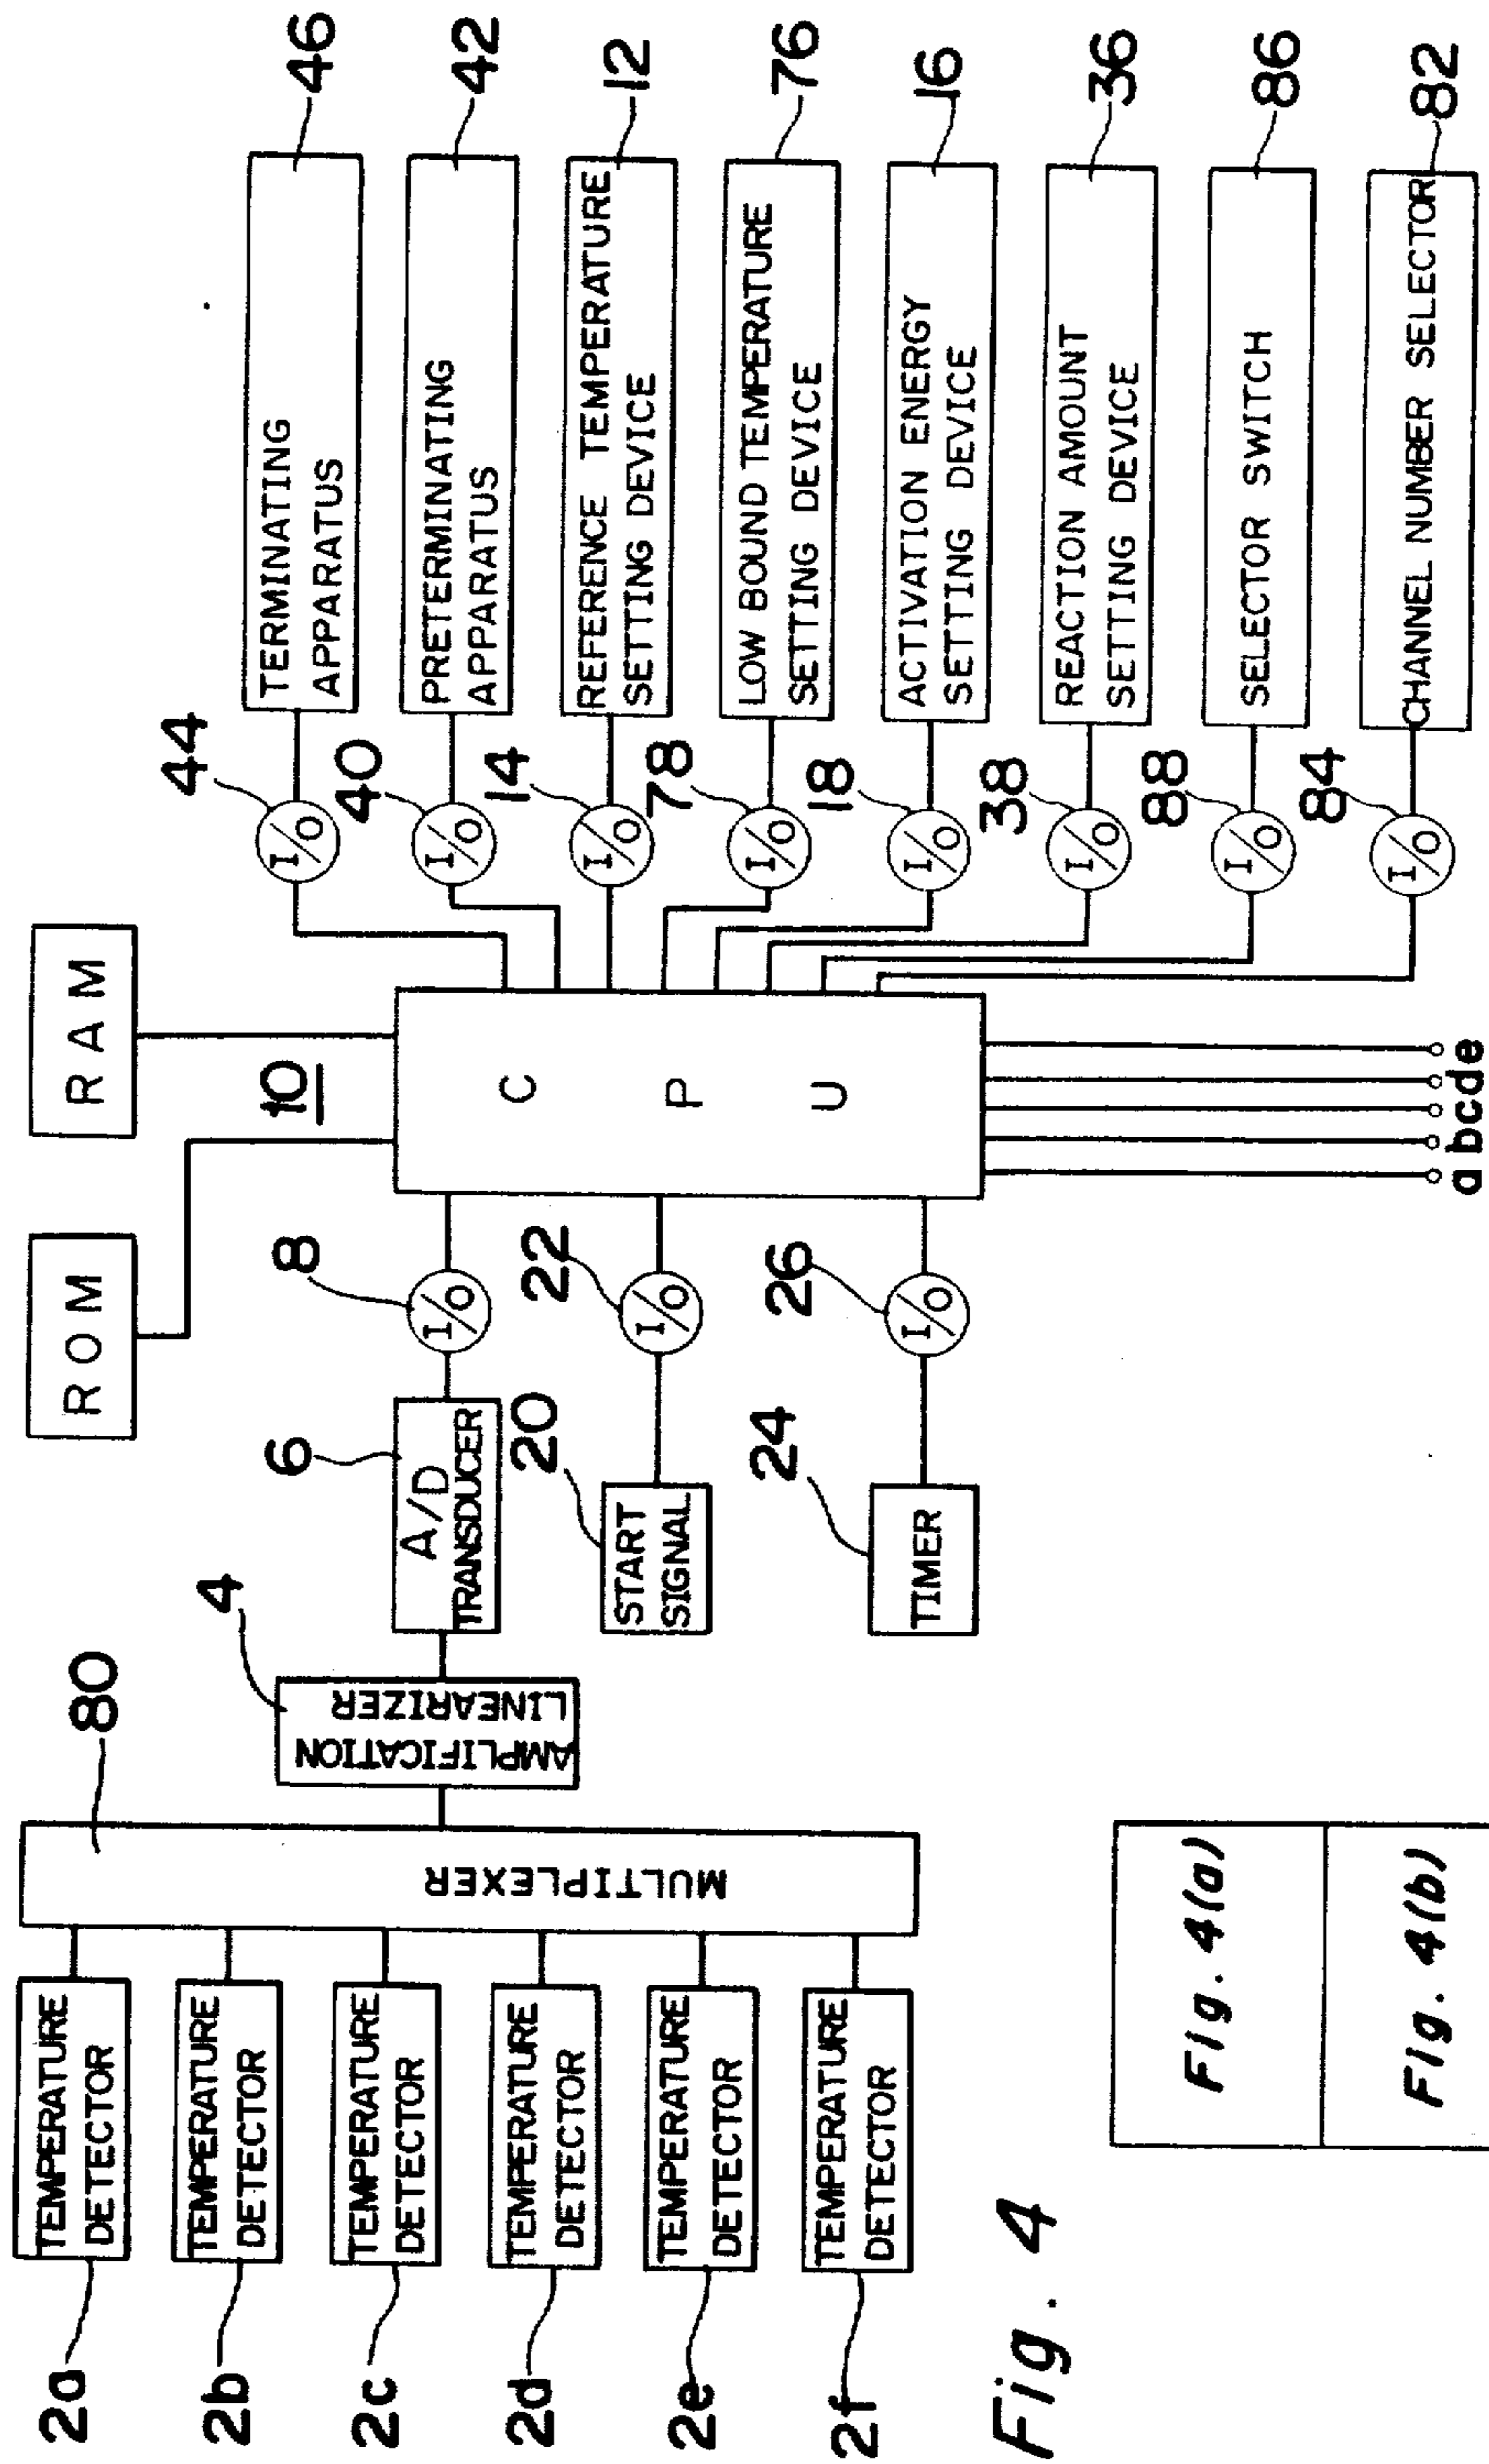 2a
TEMPERATURE
DETECTOR
2b
TEMPERATURE
DETECTOR
2c
TEMPERATURE
DETECTOR
2d
TEMPERATURE
DETECTOR
2e
TEMPERATURE
DETECTOR
2f
TEMPERATURE
DETECTOR
80
MULTIPLEXER
4
AMPLIFICATION
LINEARIZER
6
A/D
TRANSDUCER
8
I/O
20
START
SIGNAL
22
I/O
24
TIMER
26
I/O
ROM
RAM
10
C
P
U
a b c d e
44
I/O
TERMINATING
APPARATUS
46
40
I/O
PRETERMINATING
APPARATUS
42
14
I/O
REFERENCE TEMPERATURE
SETTING DEVICE
12
78
I/O
LOW BOUND TEMPERATURE
SETTING DEVICE
76
18
I/O
ACTIVATION ENERGY
SETTING DEVICE
16
38
I/O
REACTION AMOUNT
SETTING DEVICE
36
88
I/O
SELECTOR SWITCH
86
84
I/O
CHANNEL NUMBER SELECTOR
82
Fig. 4
Fig. 4(a)
Fig. 4(b)